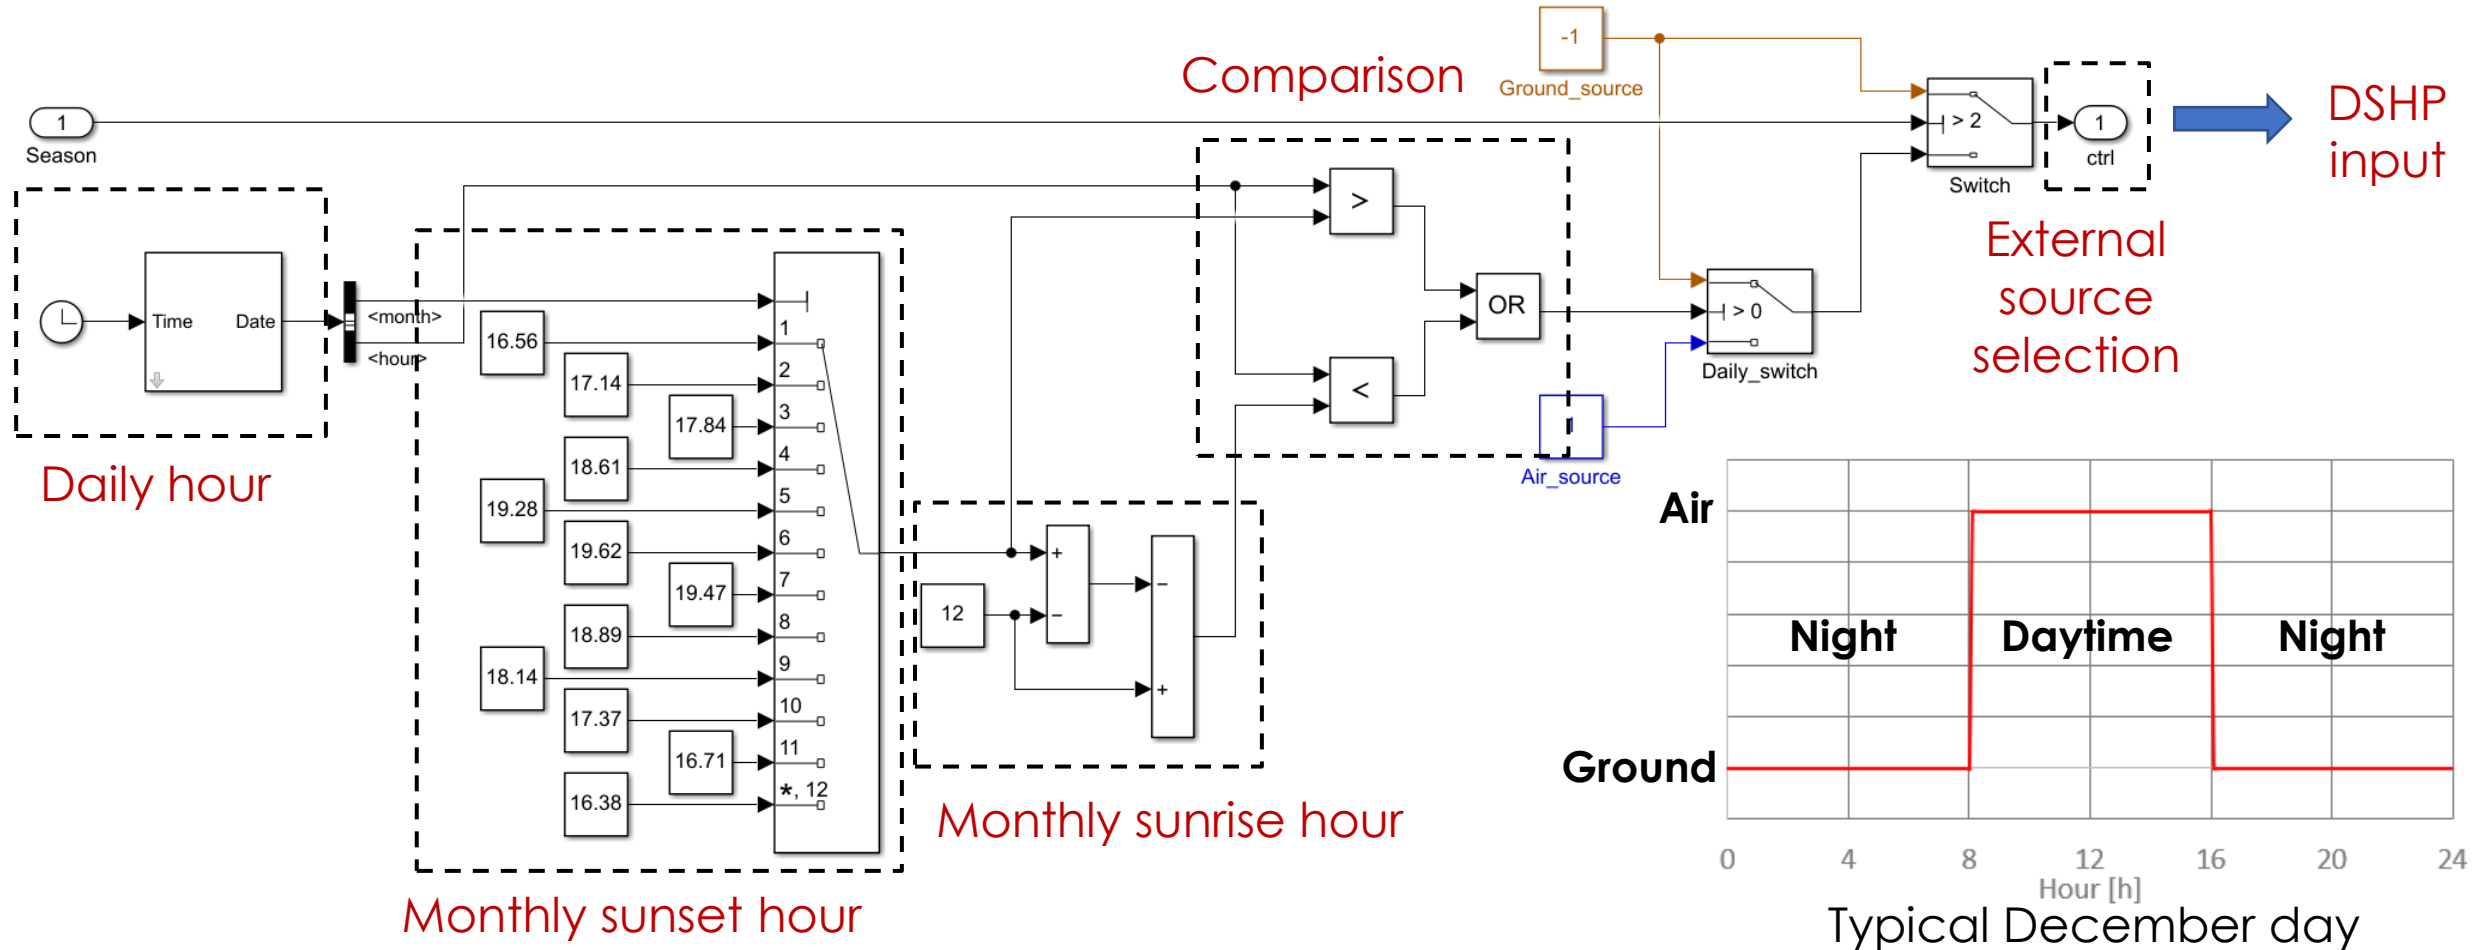 -1
Ground_source
Comparison
1
Season
> 2
Switch
1
ctrl
DSHP
input
External
source
selection
Time
Date
<month>
<hour>
Daily hour
1
2
3
4
5
6
7
8
9
10
11
*, 12
16.56
17.14
17.84
18.61
19.28
19.62
19.47
18.89
18.14
17.37
16.71
16.38
Monthly sunset hour
12
+
−
−
+
Monthly sunrise hour
>
<
OR
> 0
Daily_switch
1
Air_source
Air
Ground
Night
Daytime
Night
0 4 8 12 16 20 24
Hour [h]
Typical December day